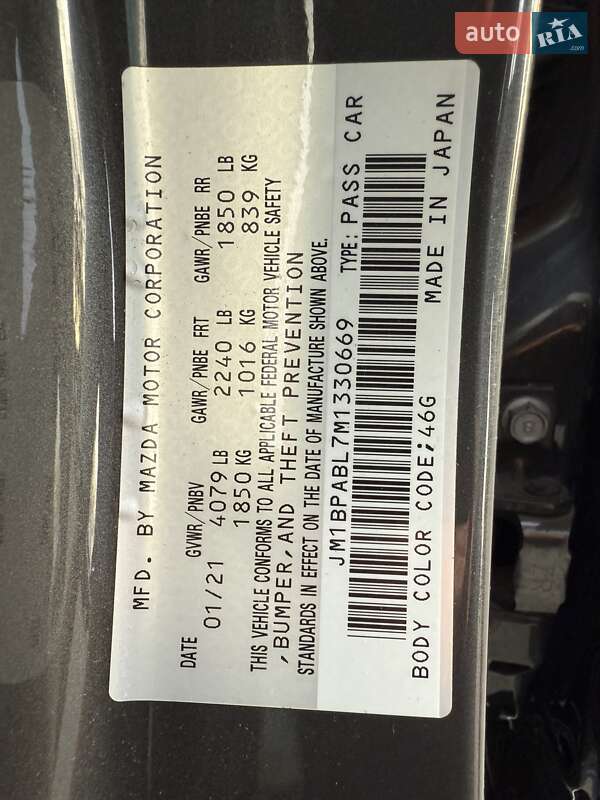 auto RIA.com
MFD. BY MAZDA MOTOR CORPORATION
DATE GVWR/PNBV GAWR/PNBE FRT GAWR/PNBE RR
01/21 4079 LB 2240 LB 1850 LB
1850 KG 1016 KG 839 KG
THIS VEHICLE CONFORMS TO ALL APPLICABLE FEDERAL MOTOR VEHICLE SAFETY
,BUMPER,AND THEFT PREVENTION
STANDARDS IN EFFECT ON THE DATE OF MANUFACTURE SHOWN ABOVE.
JM1BPABL7M1330669 TYPE: PASS CAR
BODY COLOR CODE;46G MADE IN JAPAN